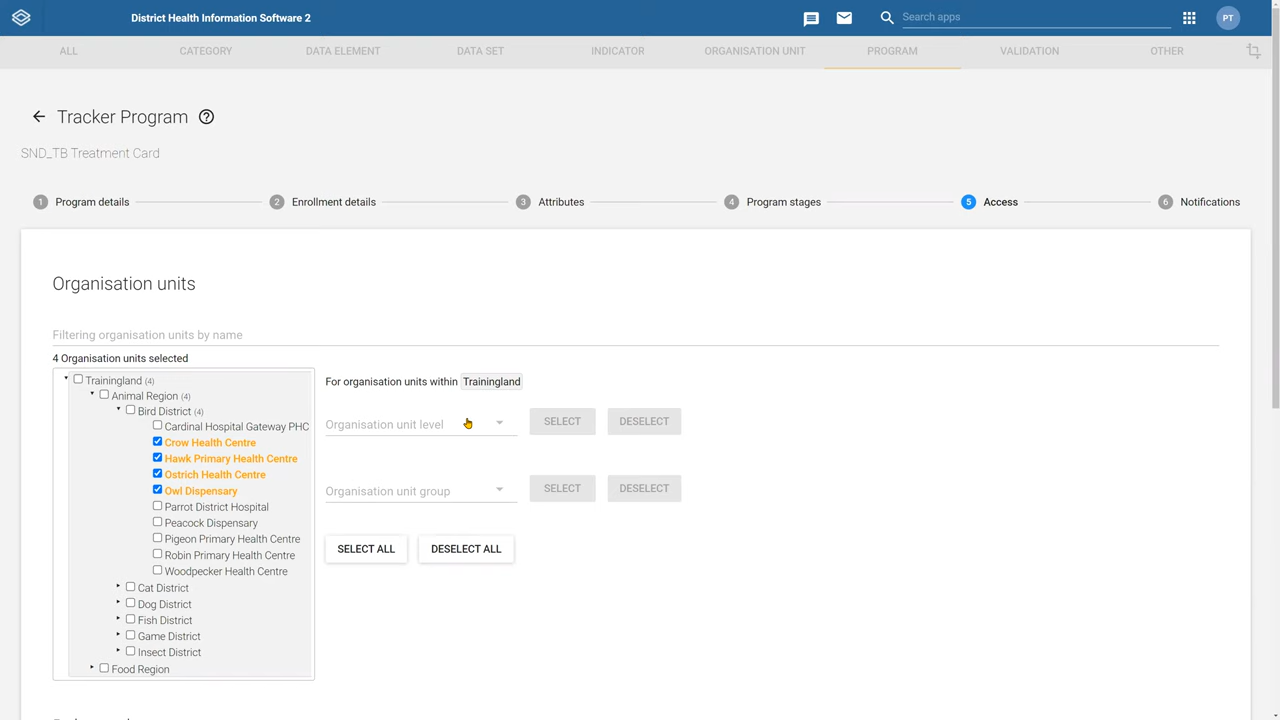 District Health Information Software 2
Search apps
PT
ALL CATEGORY DATA ELEMENT DATA SET INDICATOR ORGANISATION UNIT PROGRAM VALIDATION OTHER
Tracker Program
SND_TB Treatment Card
1 Program details 2 Enrollment details 3 Attributes 4 Program stages 5 Access 6 Notifications
Organisation units
Filtering organisation units by name
4 Organisation units selected
Trainingland (4)
Animal Region (4)
Bird District (4)
Cardinal Hospital Gateway PHC
Crow Health Centre
Hawk Primary Health Centre
Ostrich Health Centre
Owl Dispensary
Parrot District Hospital
Peacock Dispensary
Pigeon Primary Health Centre
Robin Primary Health Centre
Woodpecker Health Centre
Cat District
Dog District
Fish District
Game District
Insect District
Food Region
For organisation units within Trainingland
Organisation unit level SELECT DESELECT
Organisation unit group SELECT DESELECT
SELECT ALL DESELECT ALL